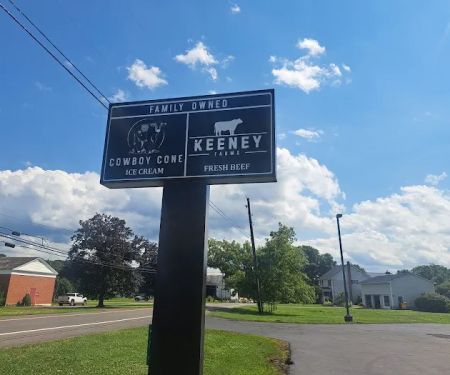 FAMILY OWNED
COWBOY CONE
ICE CREAM
KEENEY
FARMS
FRESH BEEF